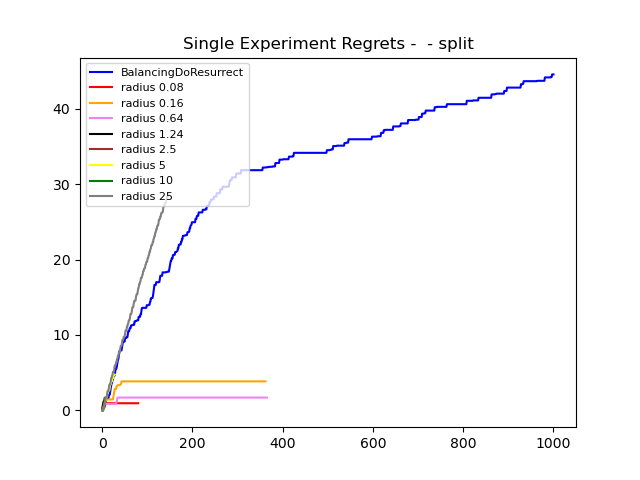 Single Experiment Regrets -  - split
BalancingDoResurrect
radius 0.08
radius 0.16
radius 0.64
radius 1.24
radius 2.5
radius 5
radius 10
radius 25
40
30
20
10
0
0 200 400 600 800 1000